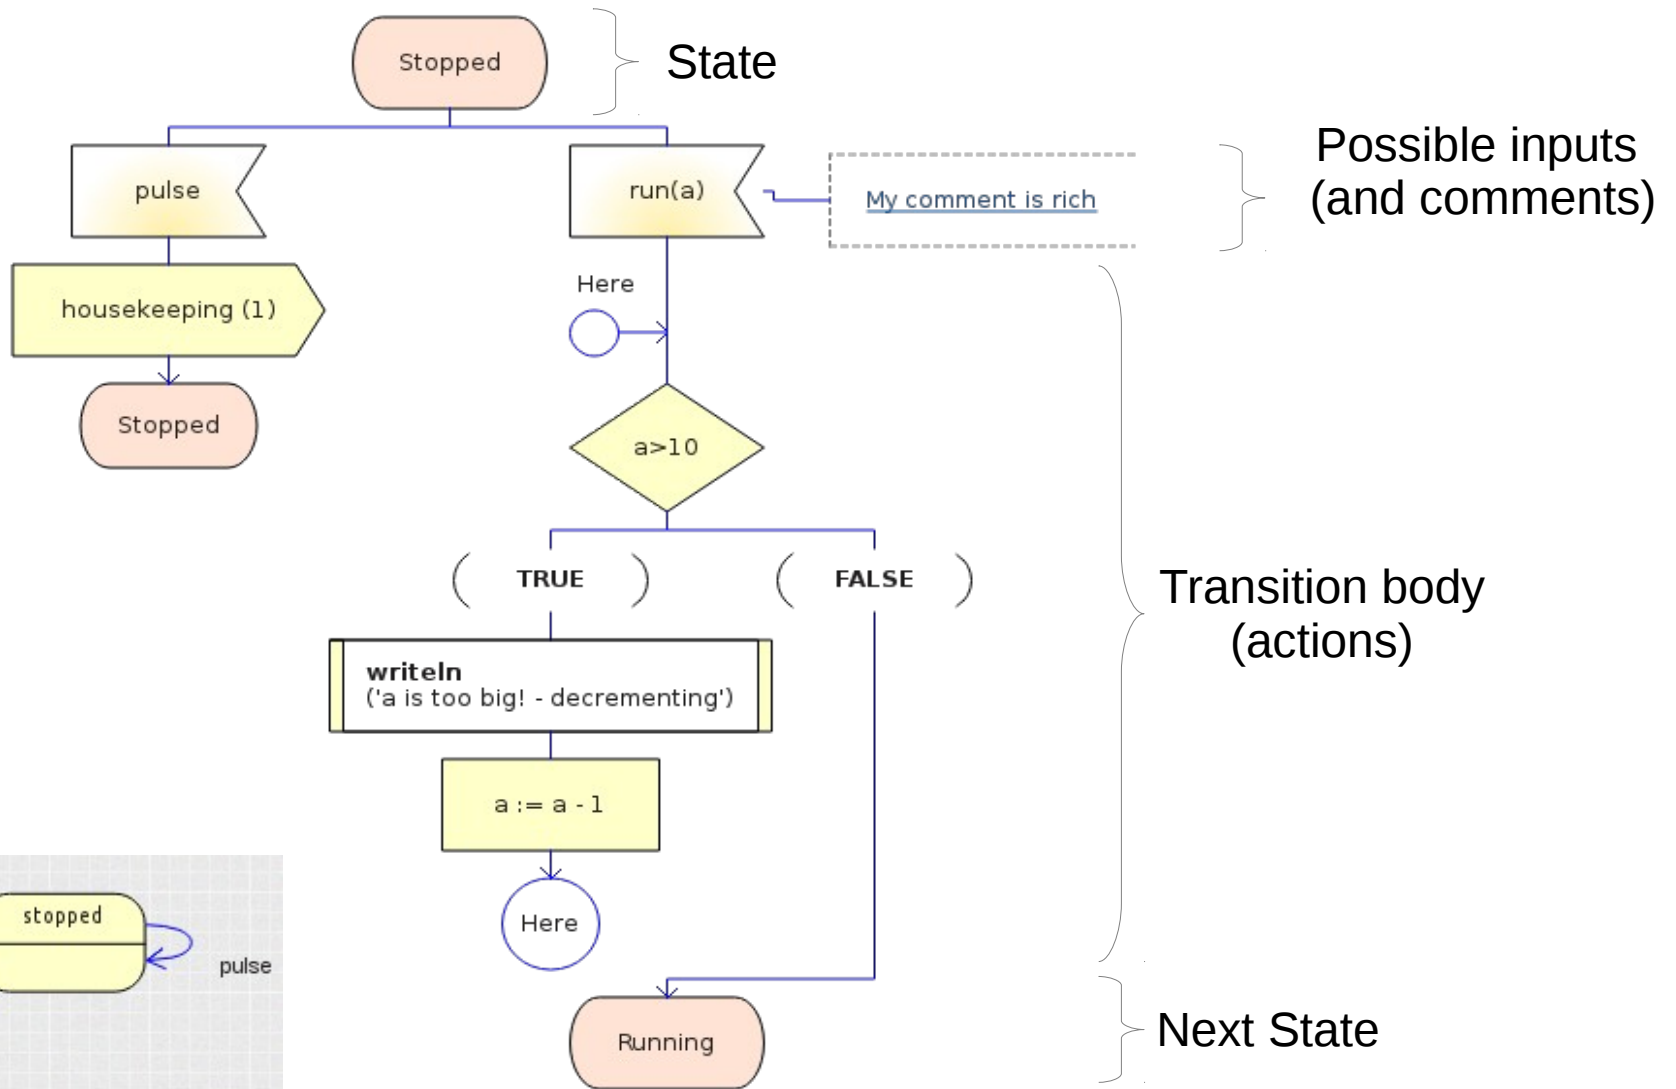 Stopped
State
Possible inputs
(and comments)
pulse
run(a)
My comment is rich
Here
housekeeping (1)
Stopped
a>10
TRUE
FALSE
Transition body
(actions)
writeln
('a is too big! - decrementing')
a := a - 1
Here
stopped
pulse
Running
Next State